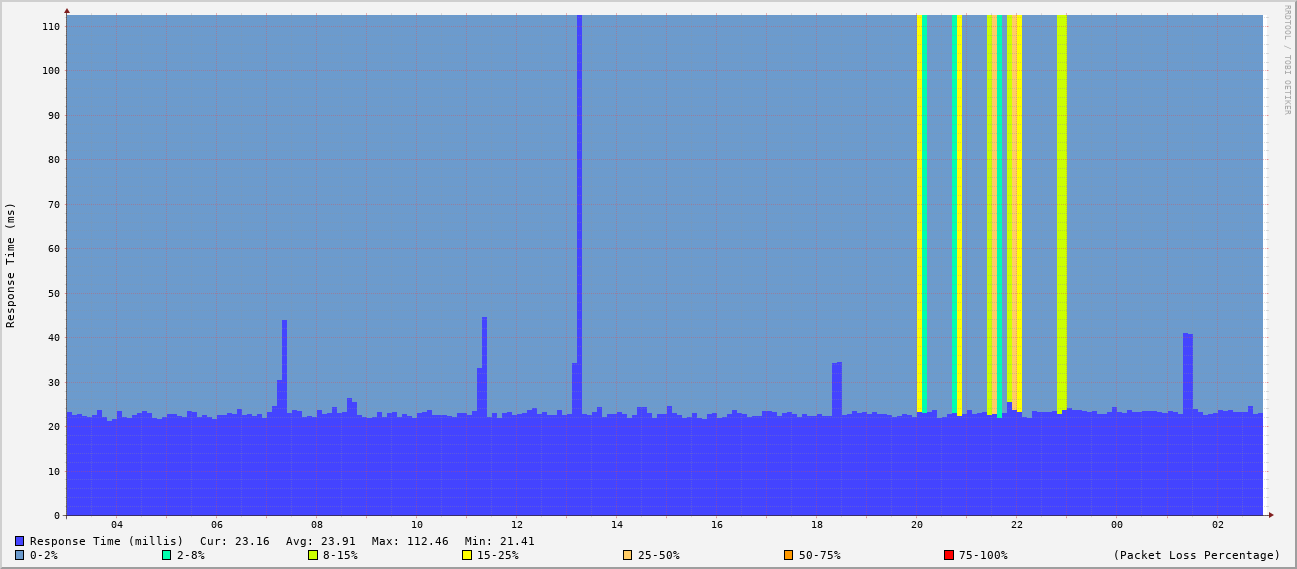 RRDTOOL / TOBI OETIKER
Response Time (ms)
110
100
90
80
70
60
50
40
30
20
10
0
04 06 08 10 12 14 16 18 20 22 00 02
Response Time (millis) Cur: 23.16 Avg: 23.91 Max: 112.46 Min: 21.41
0-2% 2-8% 8-15% 15-25% 25-50% 50-75% 75-100% (Packet Loss Percentage)